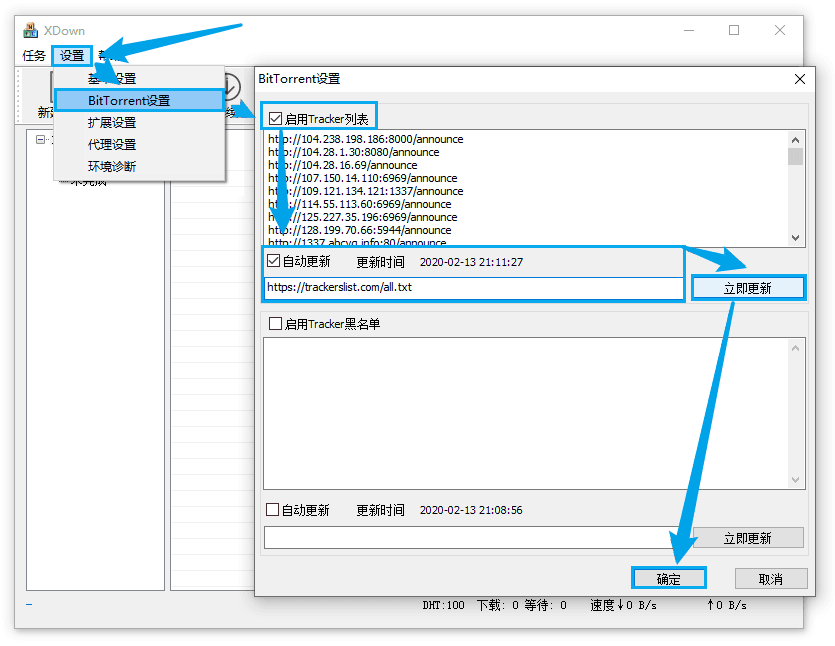 XDown
任务 设置
基本设置
BitTorrent设置
扩展设置
代理设置
环境诊断
未完成
BitTorrent设置
启用Tracker列表
http://104.238.198.186:8000/announce
http://104.28.1.30:8080/announce
http://104.28.16.69/announce
http://107.150.14.110:6969/announce
http://109.121.134.121:1337/announce
http://114.55.113.60:6969/announce
http://125.227.35.196:6969/announce
http://128.199.70.66:5944/announce
http://1337.abcvg.info:80/announce
自动更新 更新时间 2020-02-13 21:11:27
https://trackerslist.com/all.txt
立即更新
启用Tracker黑名单
自动更新 更新时间 2020-02-13 21:08:56
立即更新
确定 取消
DHT:100 下载: 0 等待: 0 速度↓0 B/s ↑0 B/s